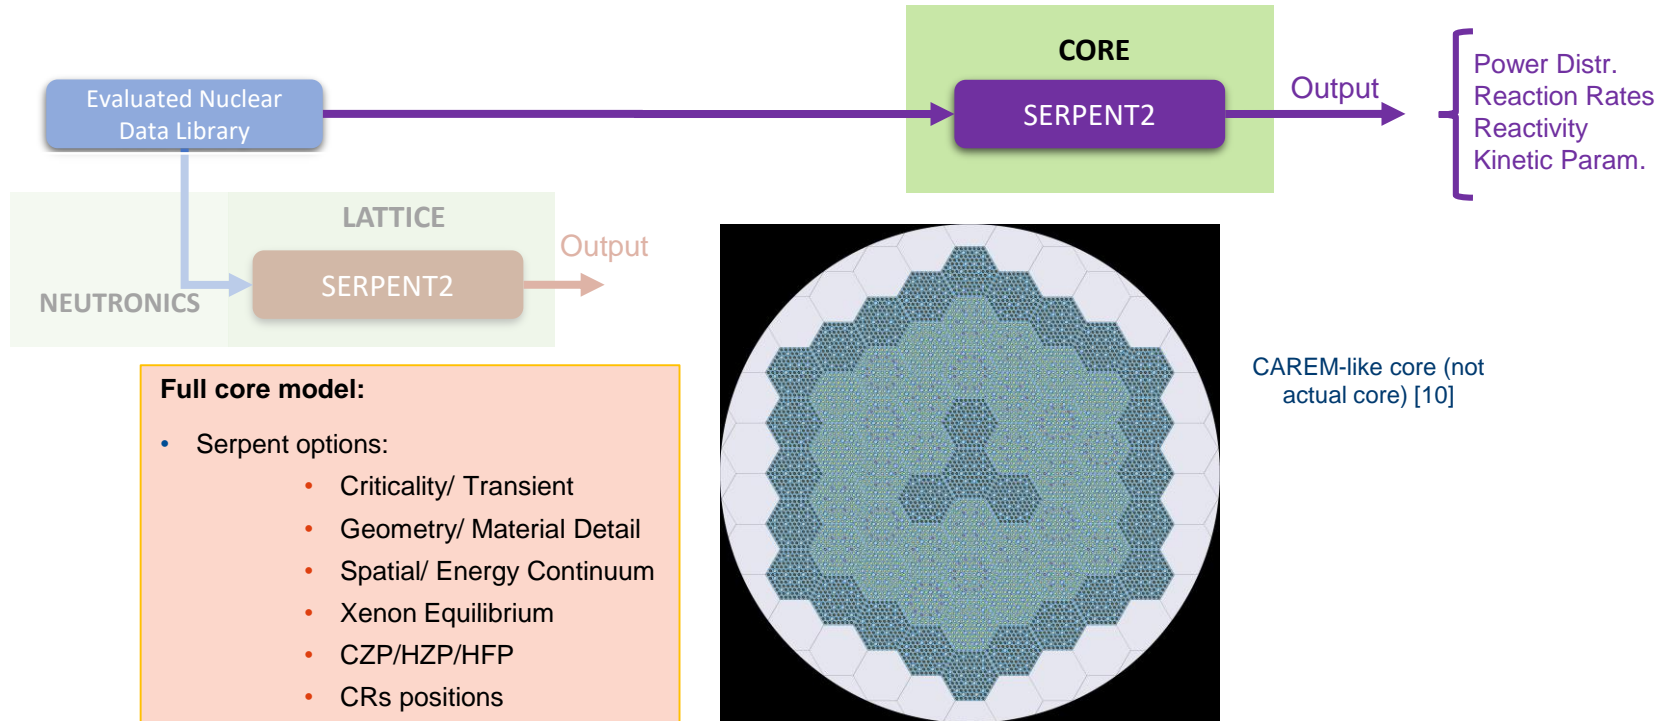 Evaluated Nuclear
Data Library
CORE
SERPENT2
Output
Power Distr.
Reaction Rates
Reactivity
Kinetic Param.
LATTICE
SERPENT2
Output
NEUTRONICS
Full core model:
• Serpent options:
• Criticality/ Transient
• Geometry/ Material Detail
• Spatial/ Energy Continuum
• Xenon Equilibrium
• CZP/HZP/HFP
• CRs positions
CAREM-like core (not
actual core) [10]